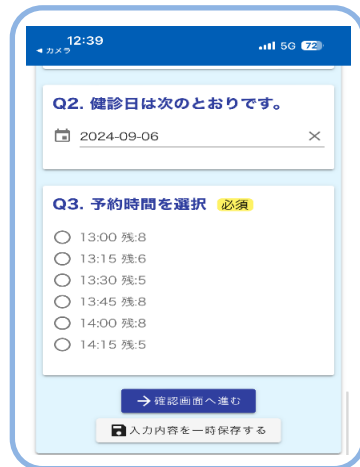 12:39
◀ カメラ
5G 72
Q2. 健診日は次のとおりです。
2024-09-06
Q3. 予約時間を選択 必須
13:00 残:8
13:15 残:6
13:30 残:5
13:45 残:8
14:00 残:8
14:15 残:5
→確認画面へ進む
入力内容を一時保存する